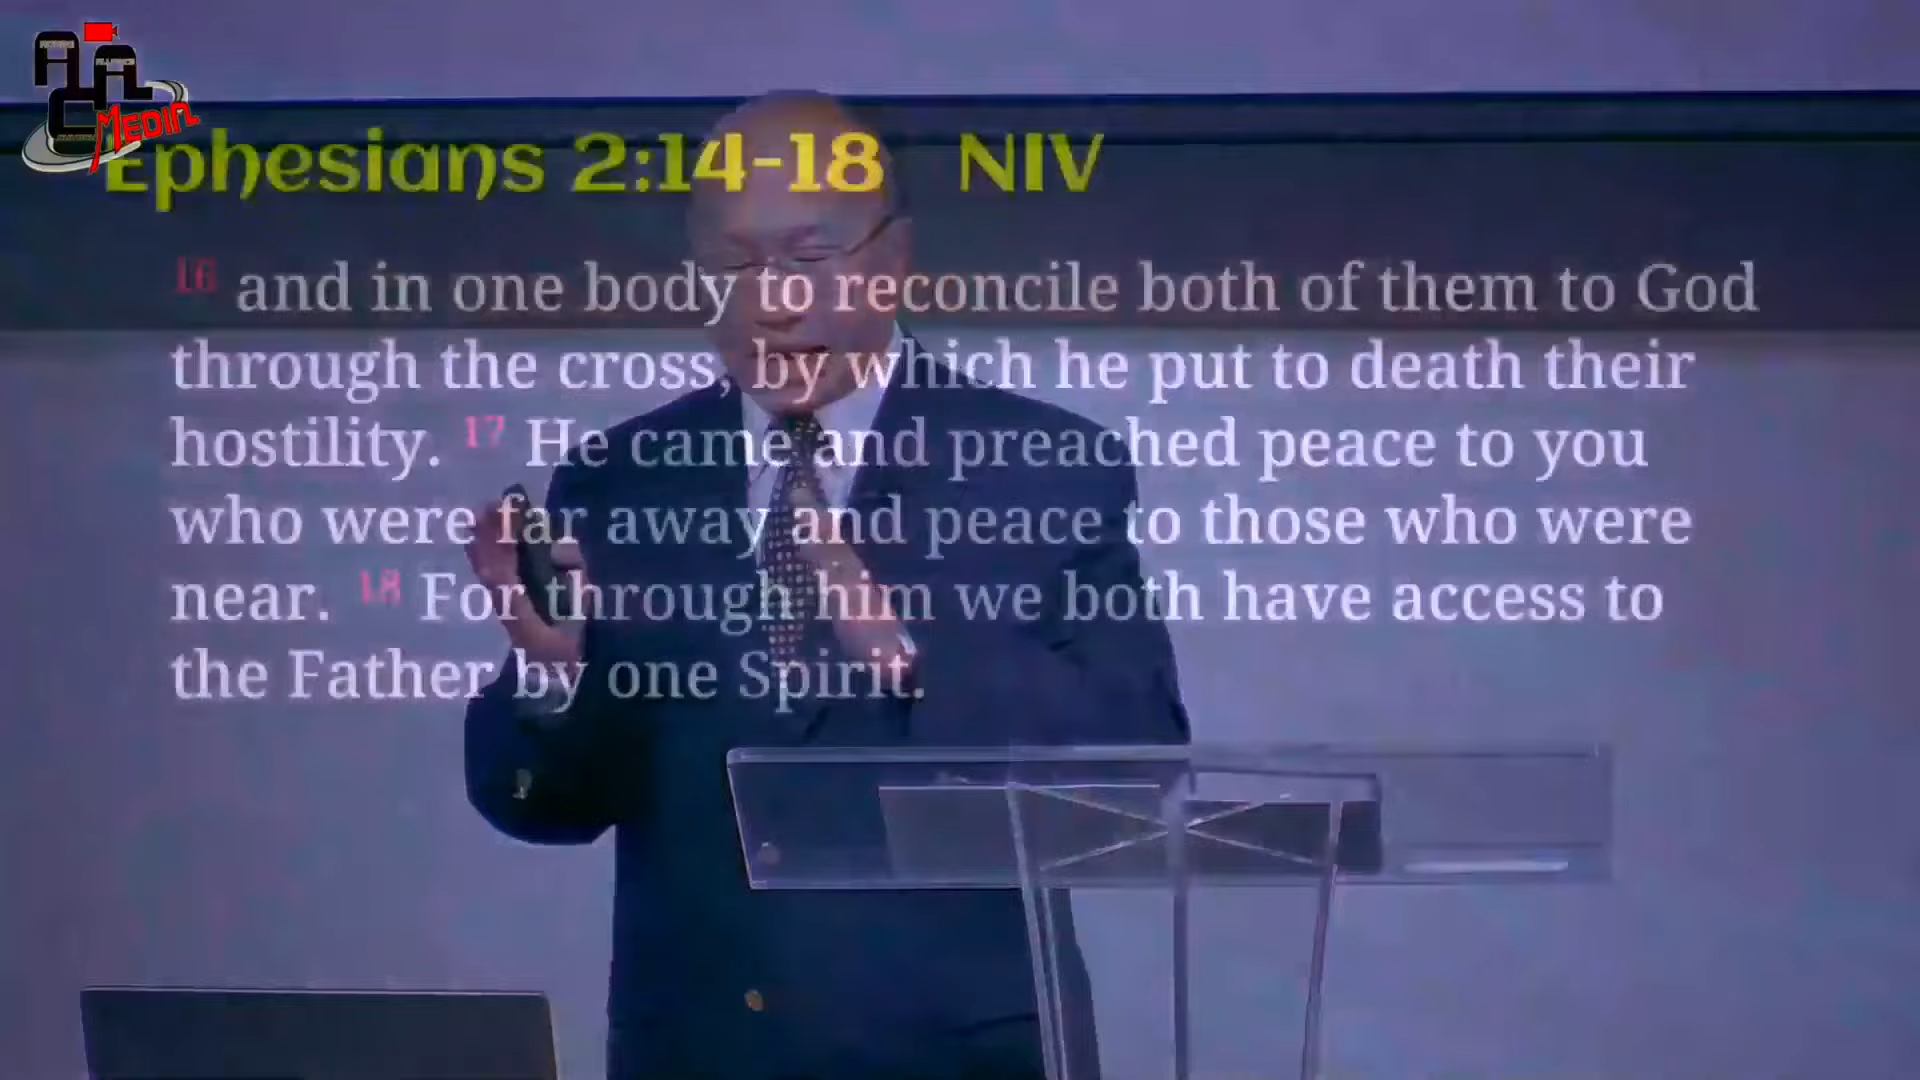 MEDIA
Ephesians 2:14-18 NIV
16 and in one body to reconcile both of them to God
through the cross, by which he put to death their
hostility. 17 He came and preached peace to you
who were far away and peace to those who were
near. 18 For through him we both have access to
the Father by one Spirit.